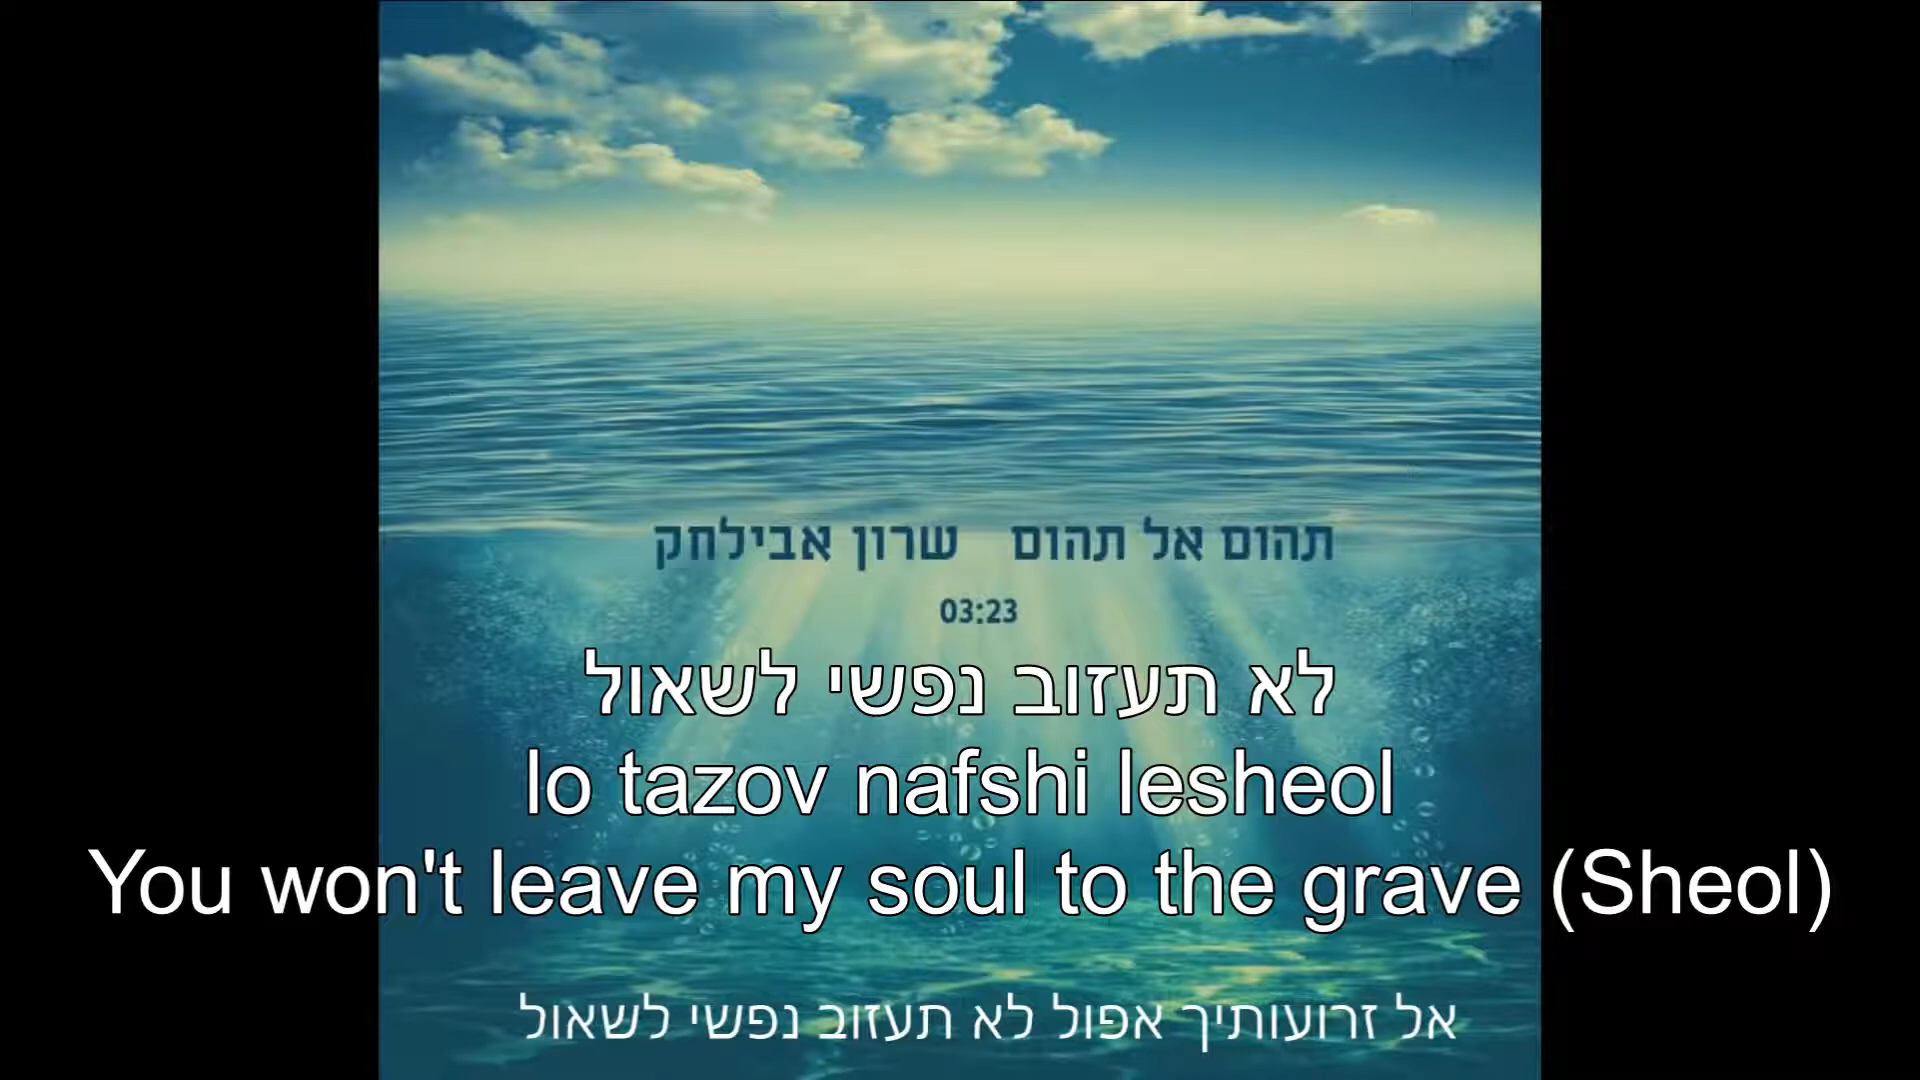 תהום אל תהום שרון אבילחק
03:23
לא תעזוב נפשי לשאול
lo tazov nafshi lesheol
You won't leave my soul to the grave (Sheol)
אל זרועותיך אפול לא תעזוב נפשי לשאול